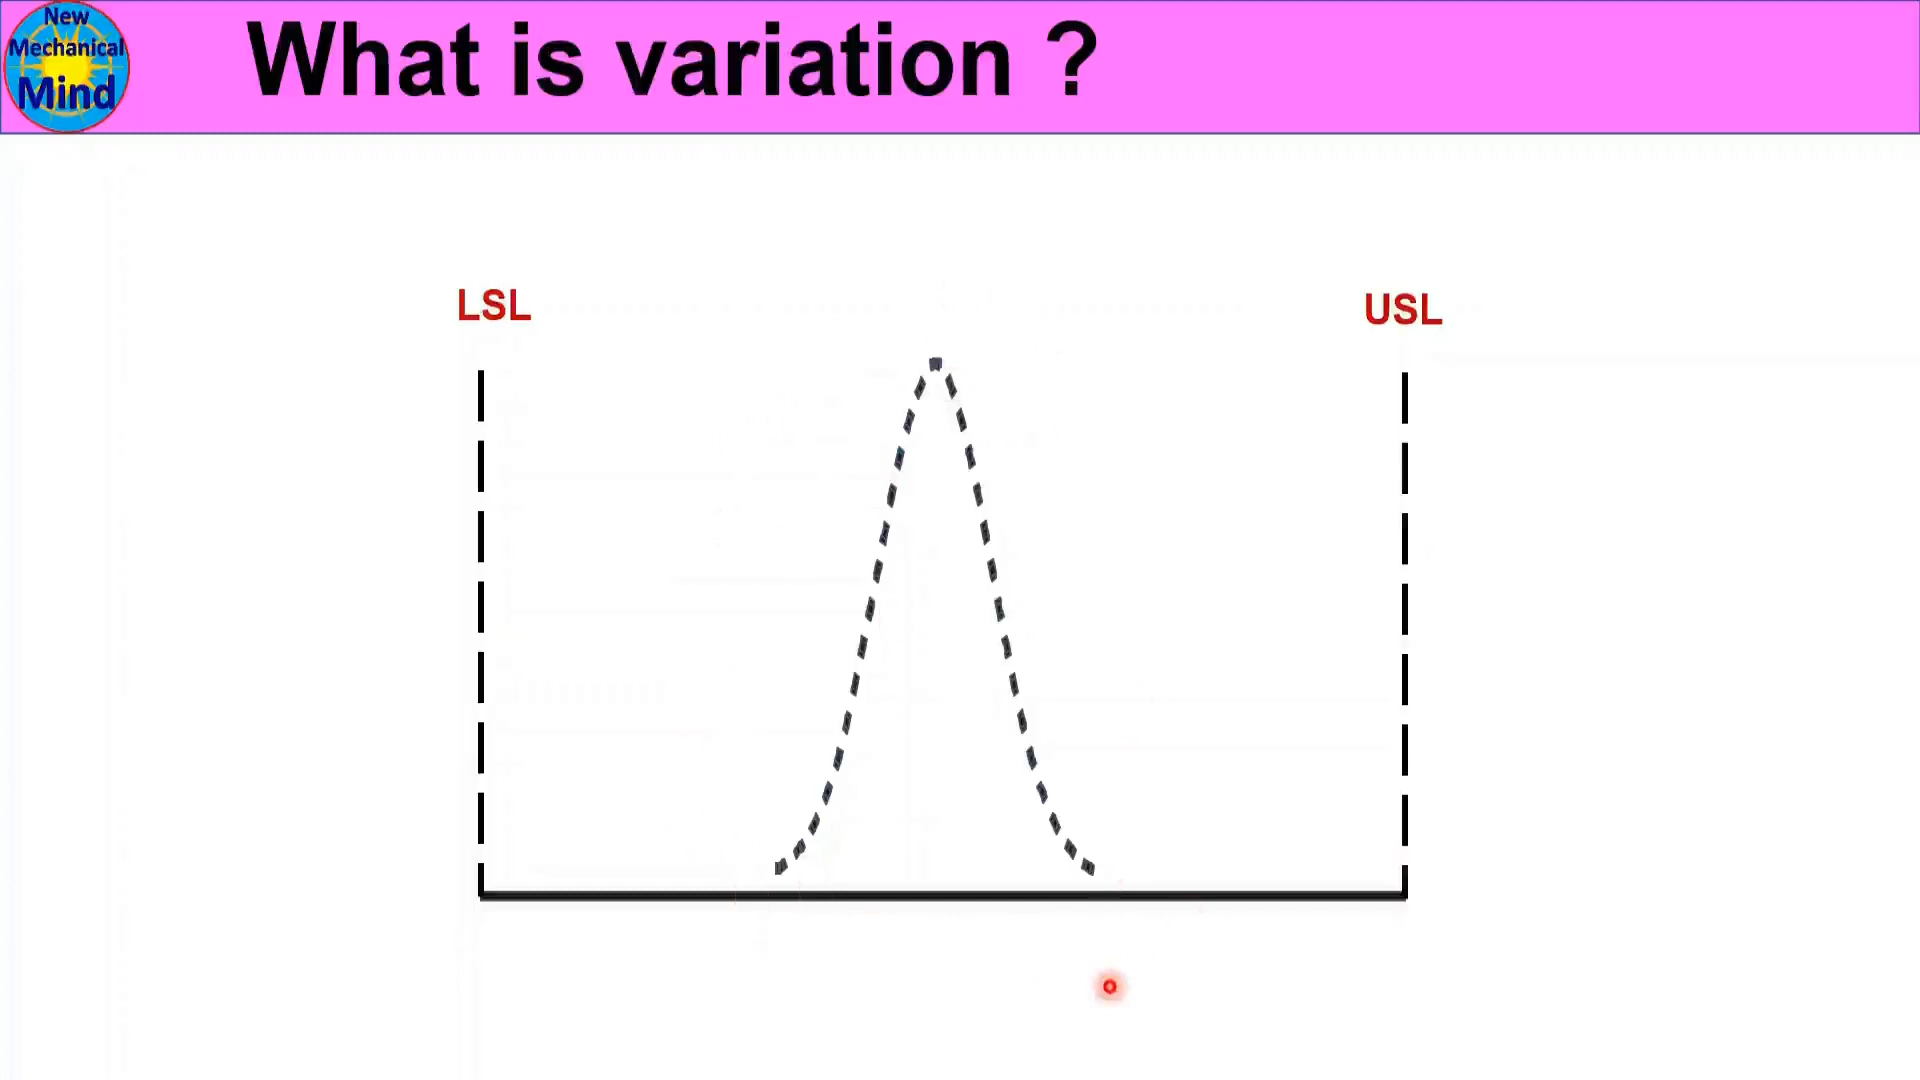 New
Mechanical
Mind
What is variation ?
LSL
USL